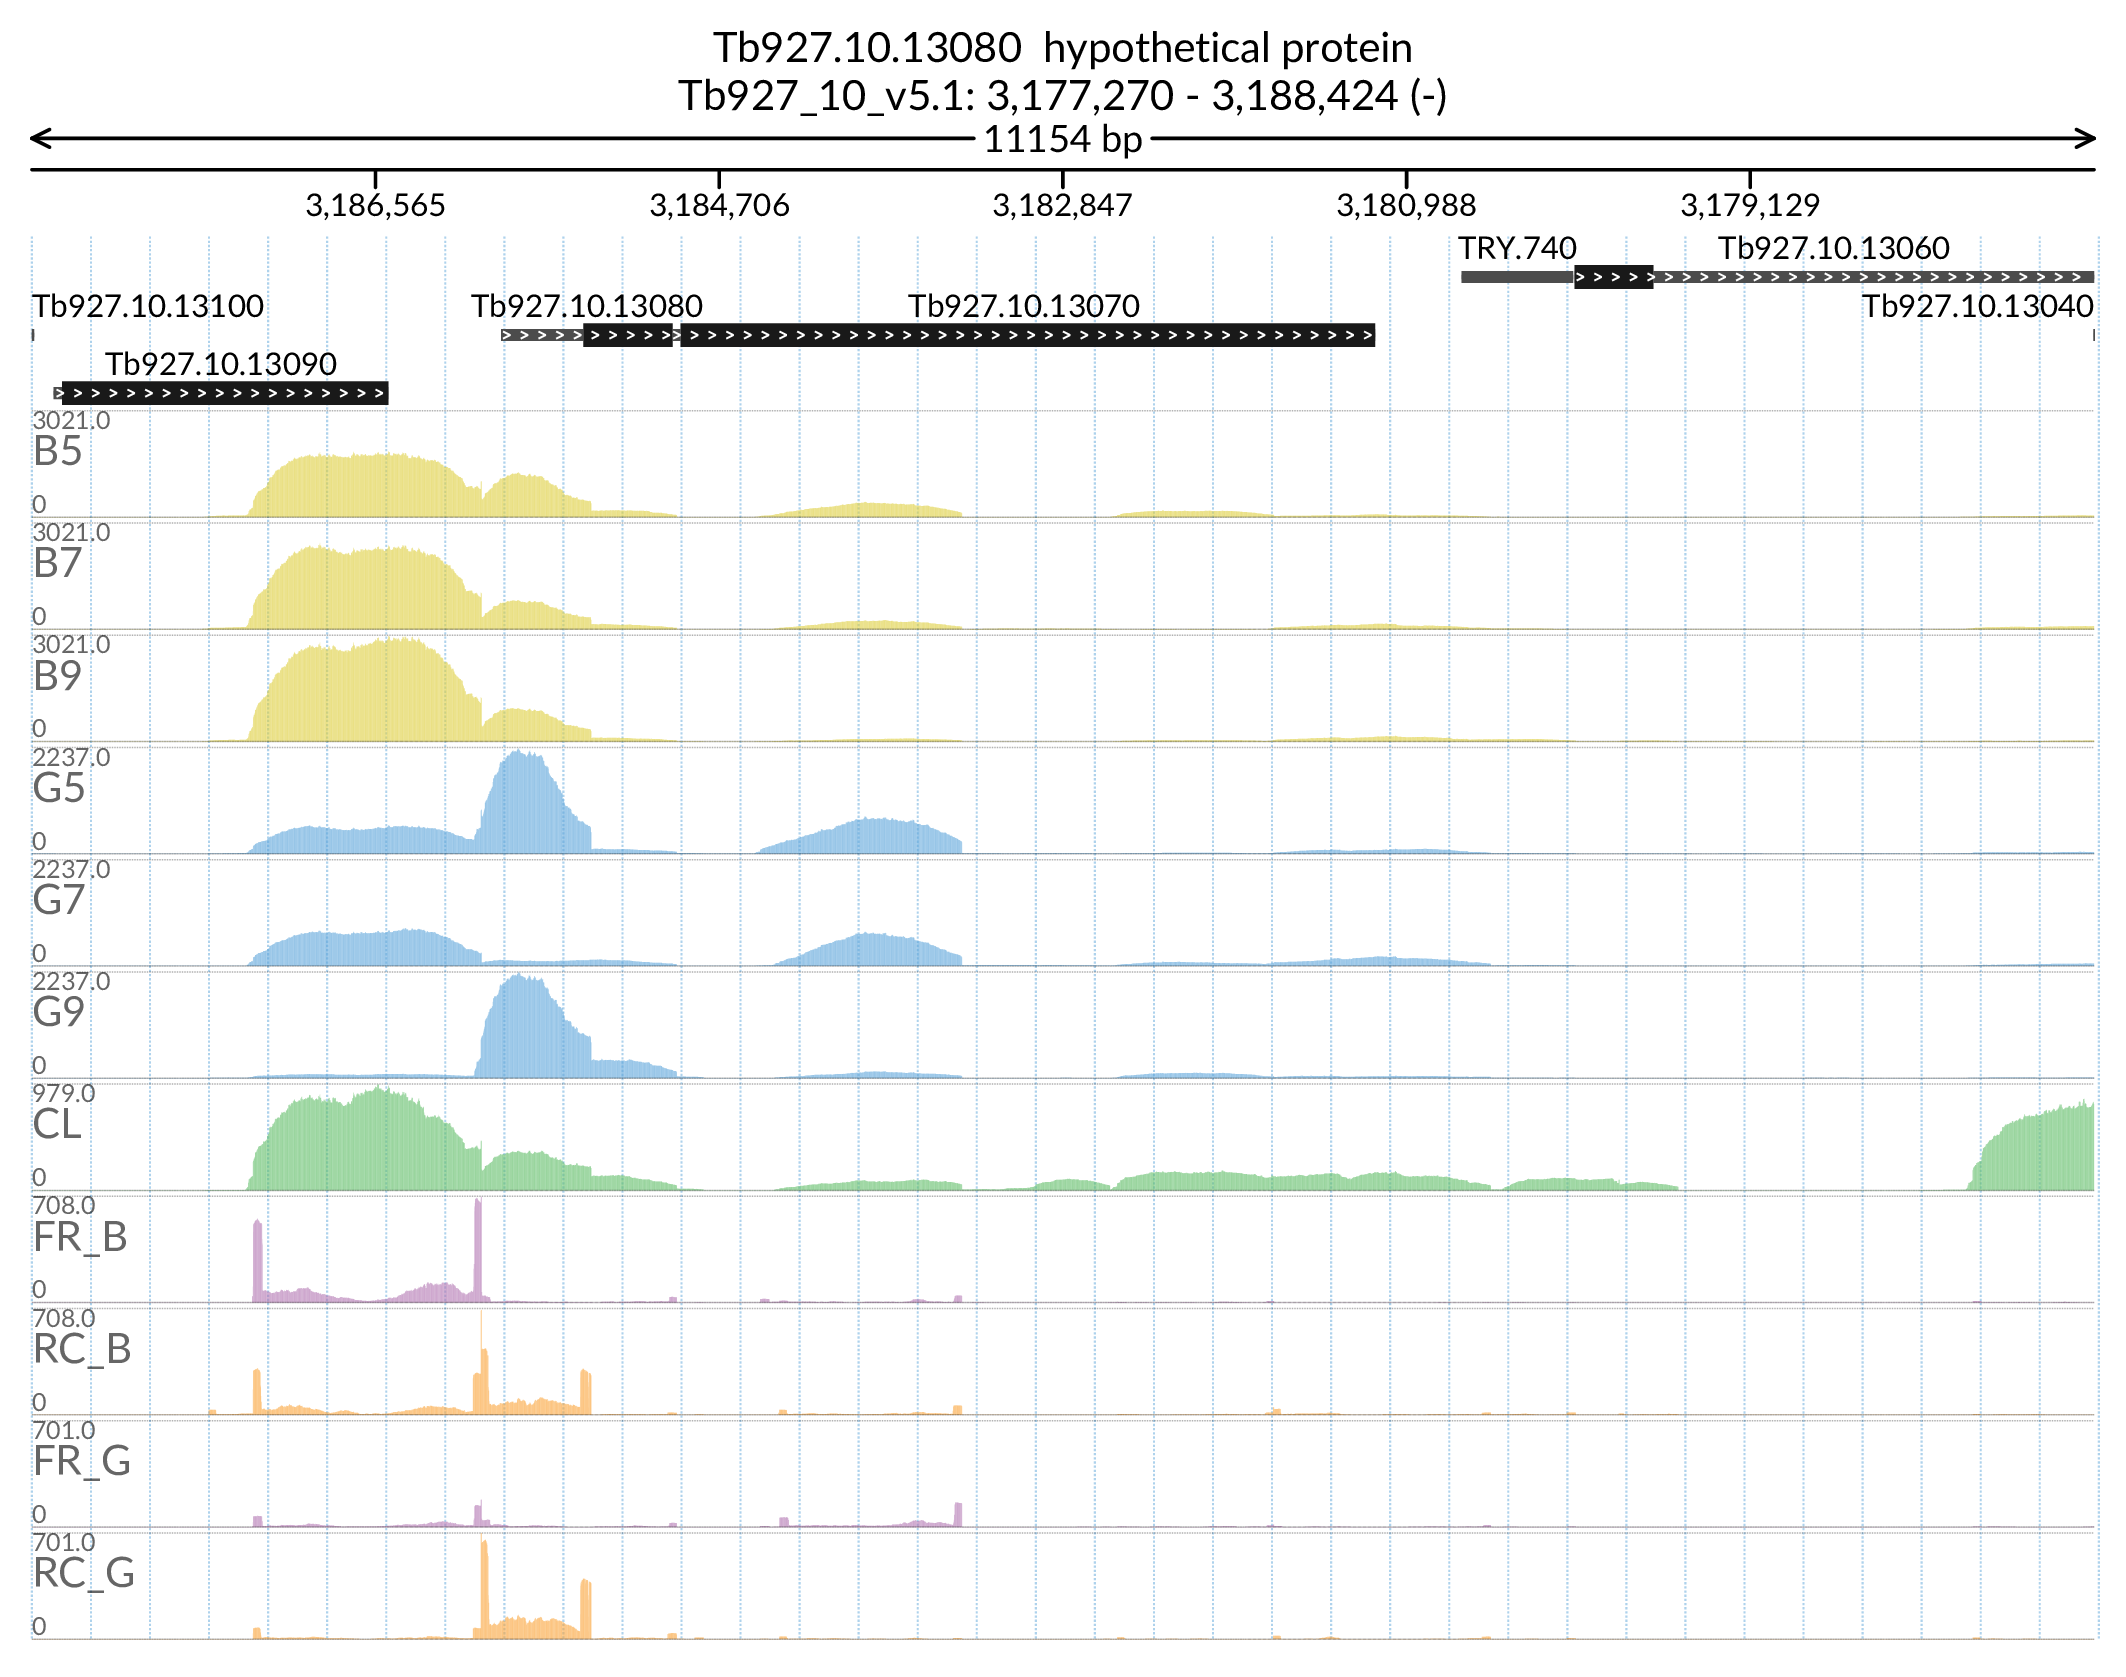 Tb927.10.13080 hypothetical protein
Tb927_10_v5.1: 3,177,270 - 3,188,424 (-)
11154 bp
3,186,565 3,184,706 3,182,847 3,180,988 3,179,129
TRY.740 Tb927.10.13060
Tb927.10.13100 Tb927.10.13080 Tb927.10.13070 Tb927.10.13040
Tb927.10.13090
3021.0
B5
0
3021.0
B7
0
3021.0
B9
0
2237.0
G5
0
2237.0
G7
0
2237.0
G9
0
979.0
CL
0
708.0
FR_B
0
708.0
RC_B
0
701.0
FR_G
0
701.0
RC_G
0